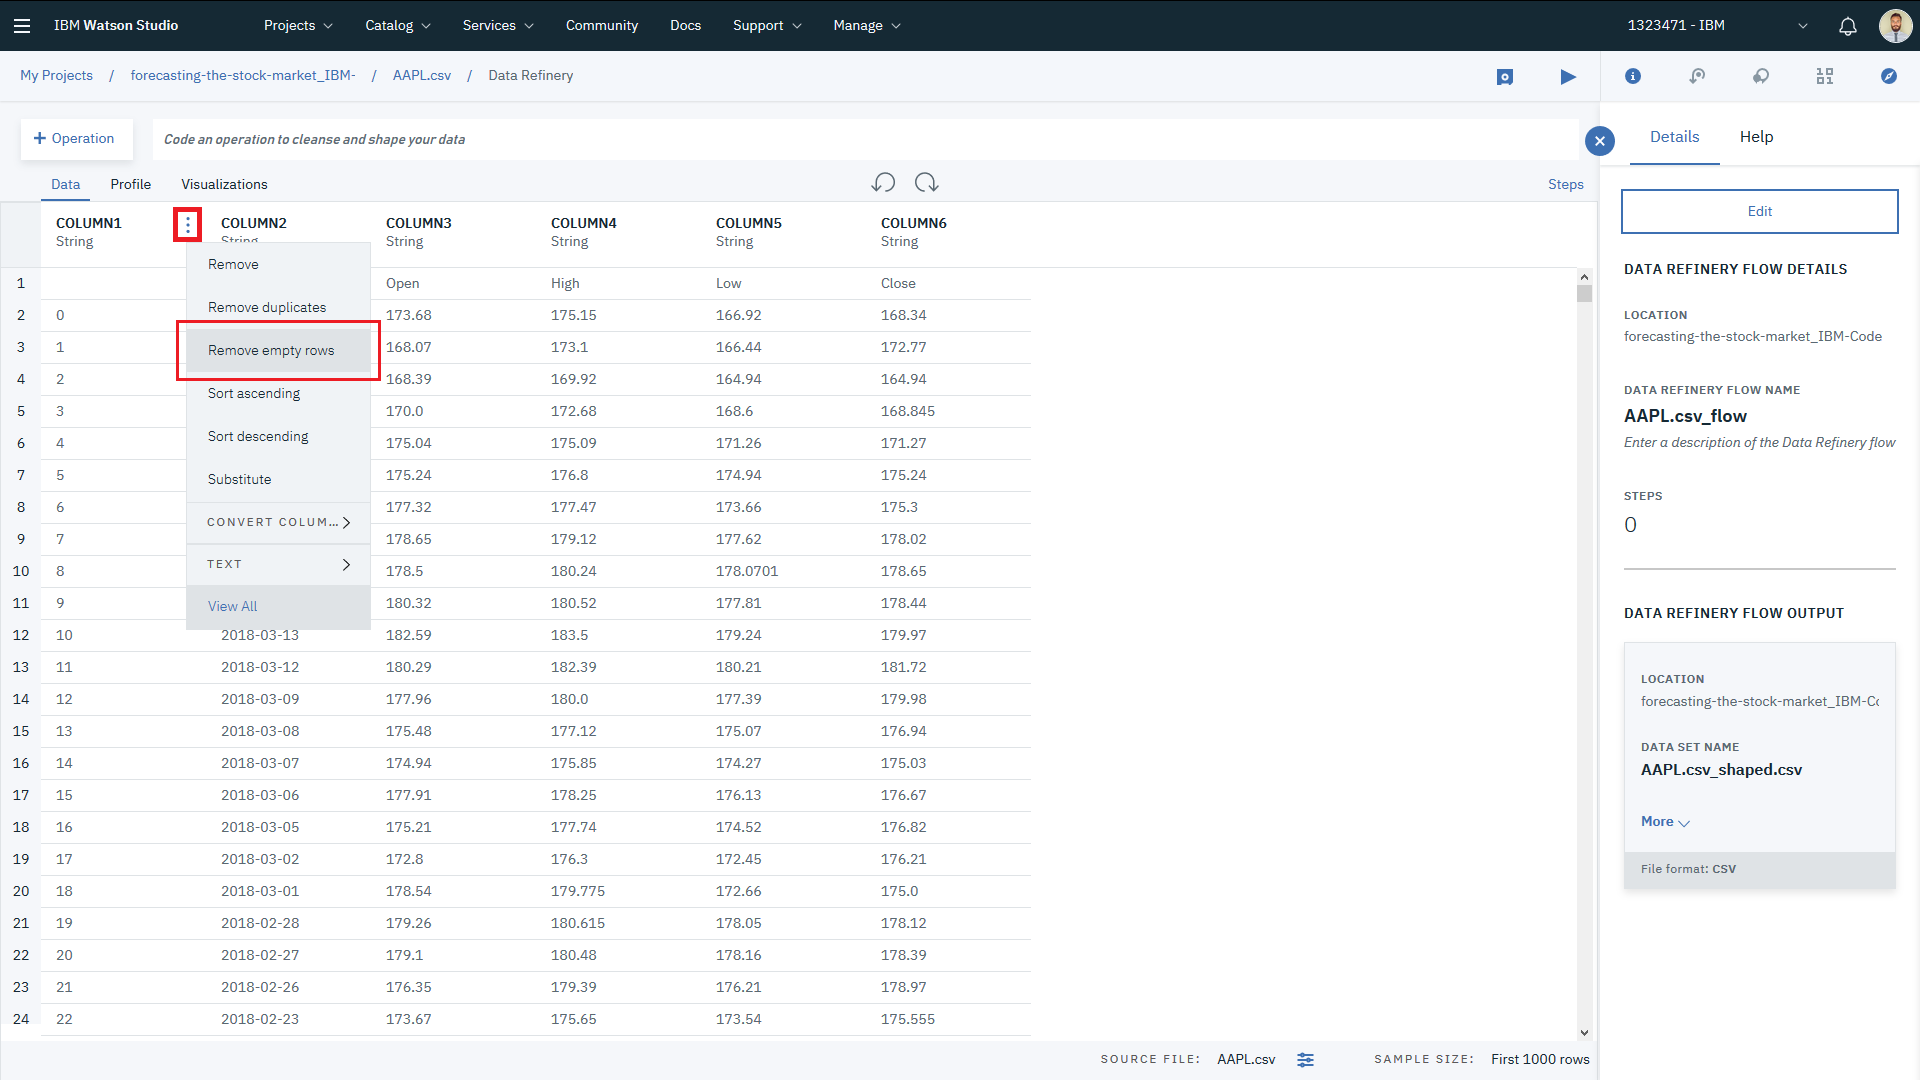 IBM Watson Studio Projects Catalog Services Community Docs Support Manage 1323471 - IBM
My Projects / forecasting-the-stock-market_IBM- / AAPL.csv / Data Refinery
+ Operation Code an operation to cleanse and shape your data
Details Help
Data Profile Visualizations Steps
Edit
COLUMN1 COLUMN2 COLUMN3 COLUMN4 COLUMN5 COLUMN6
String String String String String String
Remove
Remove duplicates
Remove empty rows
Sort ascending
Sort descending
Substitute
CONVERT COLUM...
TEXT
View All
1 Open High Low Close
2 0 173.68 175.15 166.92 168.34
3 1 168.07 173.1 166.44 172.77
4 2 168.39 169.92 164.94 164.94
5 3 170.0 172.68 168.6 168.845
6 4 175.04 175.09 171.26 171.27
7 5 175.24 176.8 174.94 175.24
8 6 177.32 177.47 173.66 175.3
9 7 178.65 179.12 177.62 178.02
10 8 178.5 180.24 178.0701 178.65
11 9 180.32 180.52 177.81 178.44
12 10 2018-03-13 182.59 183.5 179.24 179.97
13 11 2018-03-12 180.29 182.39 180.21 181.72
14 12 2018-03-09 177.96 180.0 177.39 179.98
15 13 2018-03-08 175.48 177.12 175.07 176.94
16 14 2018-03-07 174.94 175.85 174.27 175.03
17 15 2018-03-06 177.91 178.25 176.13 176.67
18 16 2018-03-05 175.21 177.74 174.52 176.82
19 17 2018-03-02 172.8 176.3 172.45 176.21
20 18 2018-03-01 178.54 179.775 172.66 175.0
21 19 2018-02-28 179.26 180.615 178.05 178.12
22 20 2018-02-27 179.1 180.48 178.16 178.39
23 21 2018-02-26 176.35 179.39 176.21 178.97
24 22 2018-02-23 173.67 175.65 173.54 175.555
SOURCE FILE: AAPL.csv SAMPLE SIZE: First 1000 rows
DATA REFINERY FLOW DETAILS
LOCATION
forecasting-the-stock-market_IBM-Code
DATA REFINERY FLOW NAME
AAPL.csv_flow
Enter a description of the Data Refinery flow
STEPS
0
DATA REFINERY FLOW OUTPUT
LOCATION
forecasting-the-stock-market_IBM-Co
DATA SET NAME
AAPL.csv_shaped.csv
More
File format: CSV